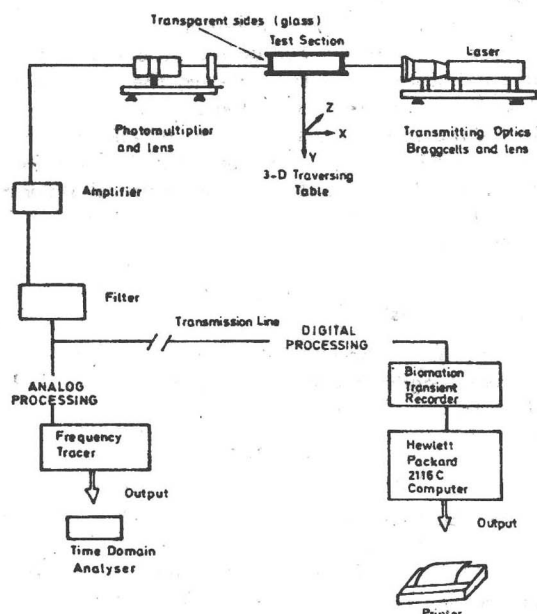 Transparent sides (glass)
Test Section
Laser
Photomultiplier
and lens
Z
X
Y
3-D Traversing
Table
Transmitting Optics
Braggcells and lens
Amplifier
Filter
Transmission Line
DIGITAL
PROCESSING
ANALOG
PROCESSING
Biomation
Transient
Recorder
Frequency
Tracer
Hewlett
Packard
2116 C
Computer
Output
Output
Time Domain
Analyser
Printer